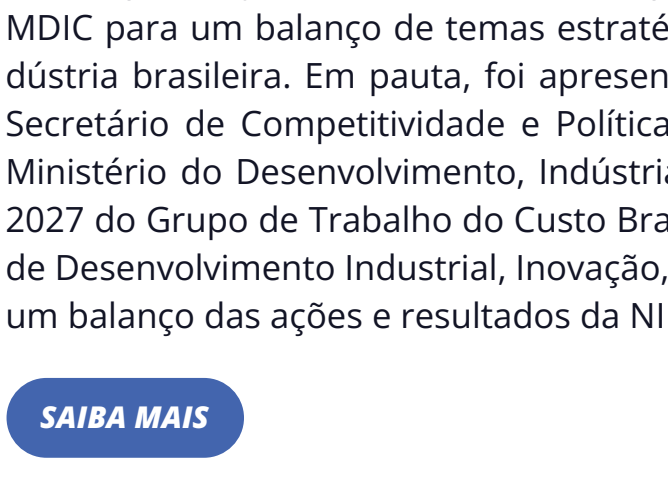 MDIC para um balanço de temas estraté
dústria brasileira. Em pauta, foi apresen
Secretário de Competitividade e Política
Ministério do Desenvolvimento, Indústria
2027 do Grupo de Trabalho do Custo Bra
de Desenvolvimento Industrial, Inovação,
um balanço das ações e resultados da NI
SAIBA MAIS